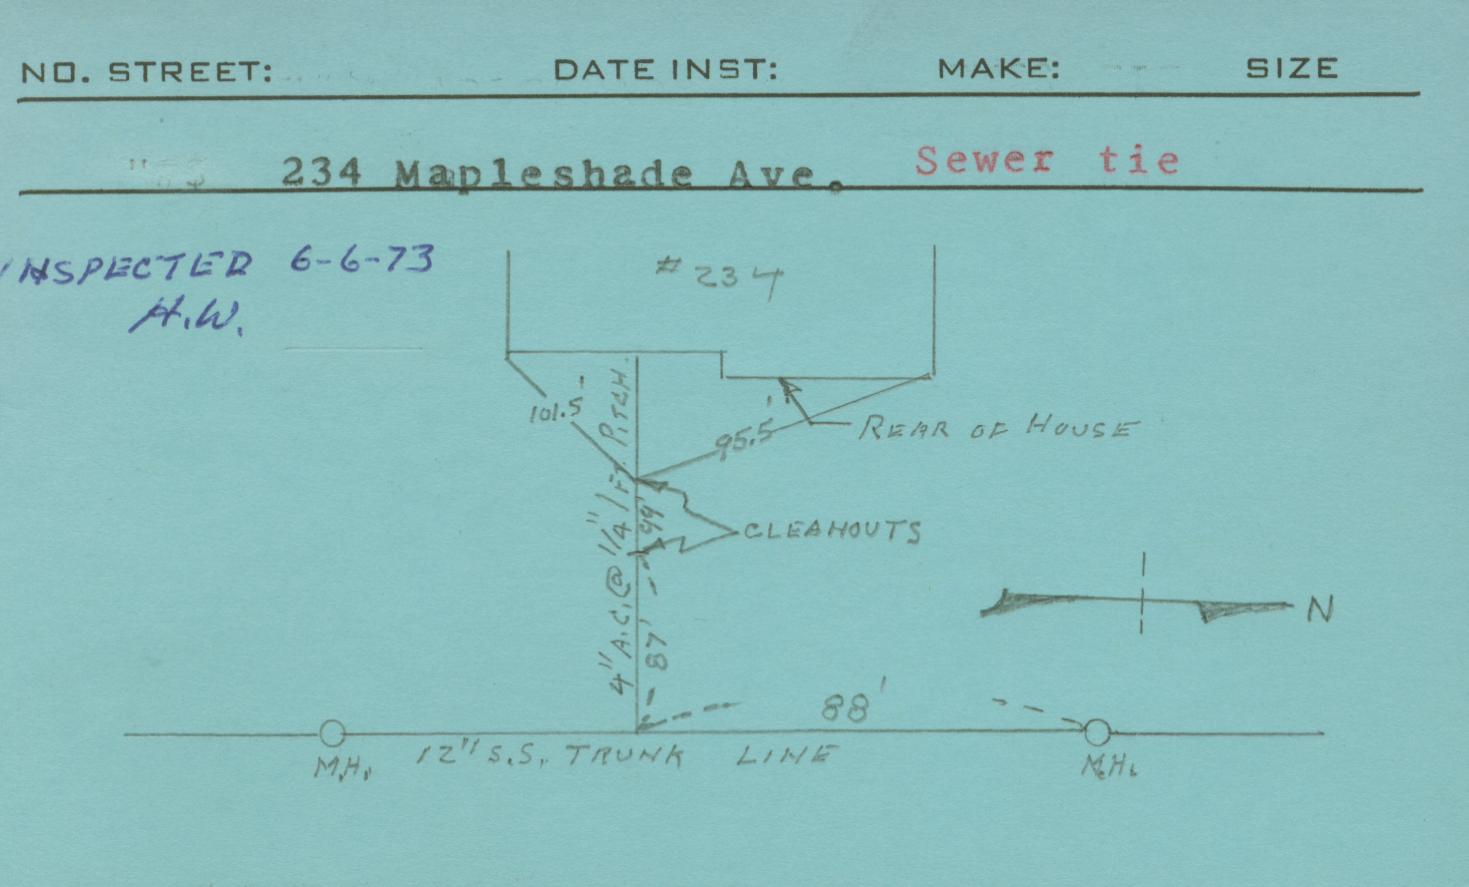 NO. STREET: DATE INST: MAKE: SIZE
234 Mapleshade Ave. Sewer tie
INSPECTED 6-6-73
H.W.
# 234
101.5'
95.5'
REAR OF HOUSE
4" A.C. @ 1/4"/FT. PITCH.
44'
CLEANOUTS
87'
N
88'
M.H.
12" S.S. TRUNK LINE
M.H.